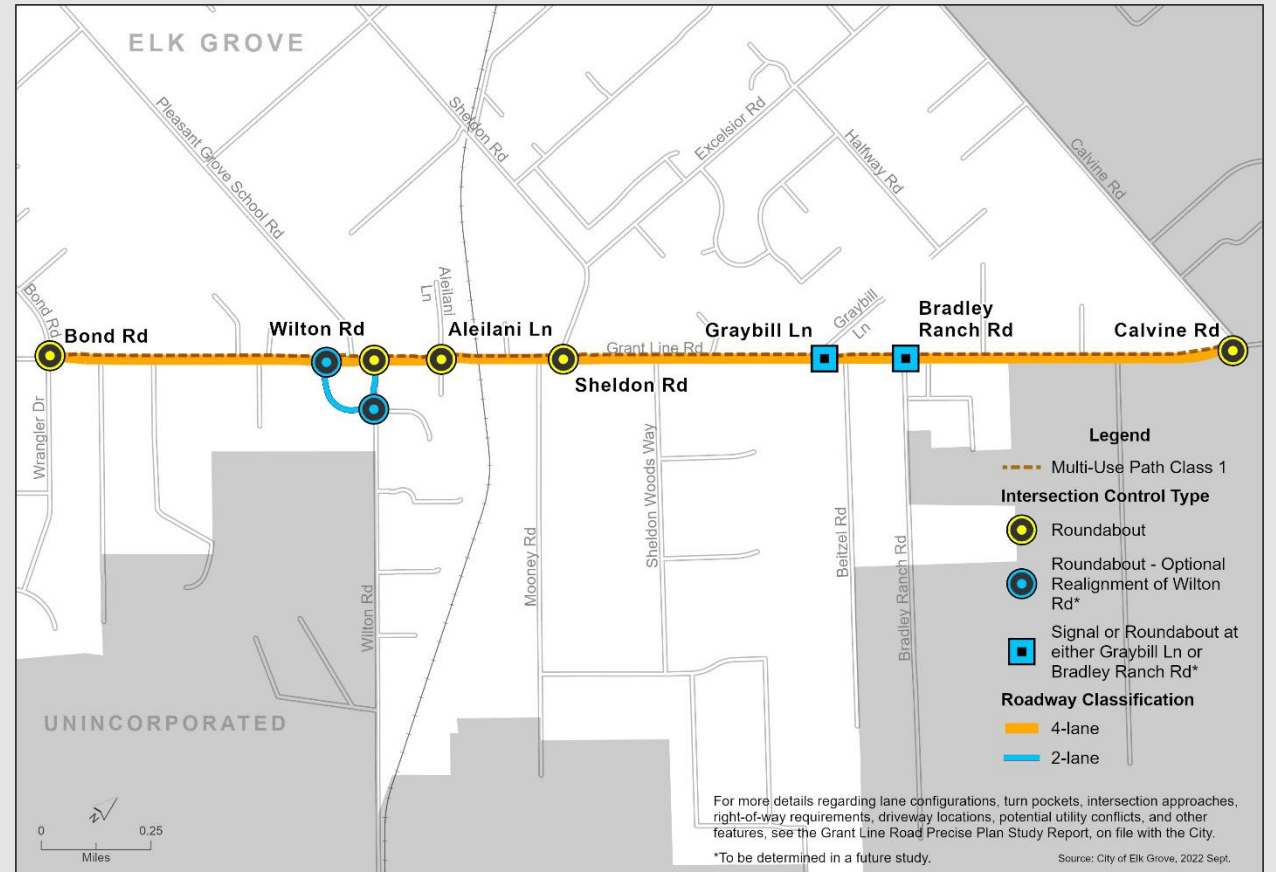 ELK GROVE
Pleasant Grove School Rd
Sheldon Rd
Excelsior Rd
Halfway Rd
Calvine Rd
Bond Rd
Aleilani
Ln
Graybill
Ln
Bond Rd
Wilton Rd
Aleilani Ln
Grant Line Rd
Graybill Ln
Bradley
Ranch Rd
Calvine Rd
Sheldon Rd
Wrangler Dr
Wilton Rd
Mooney Rd
Sheldon Woods Way
Beitzel Rd
Bradley Ranch Rd
UNINCORPORATED
Legend
Multi-Use Path Class 1
Intersection Control Type
Roundabout
Roundabout - Optional
Realignment of Wilton
Rd*
Signal or Roundabout at
either Graybill Ln or
Bradley Ranch Rd*
Roadway Classification
4-lane
2-lane
N
0 0.25
Miles
For more details regarding lane configurations, turn pockets, intersection approaches,
right-of-way requirements, driveway locations, potential utility conflicts, and other
features, see the Grant Line Road Precise Plan Study Report, on file with the City.
*To be determined in a future study.
Source: City of Elk Grove, 2022 Sept.